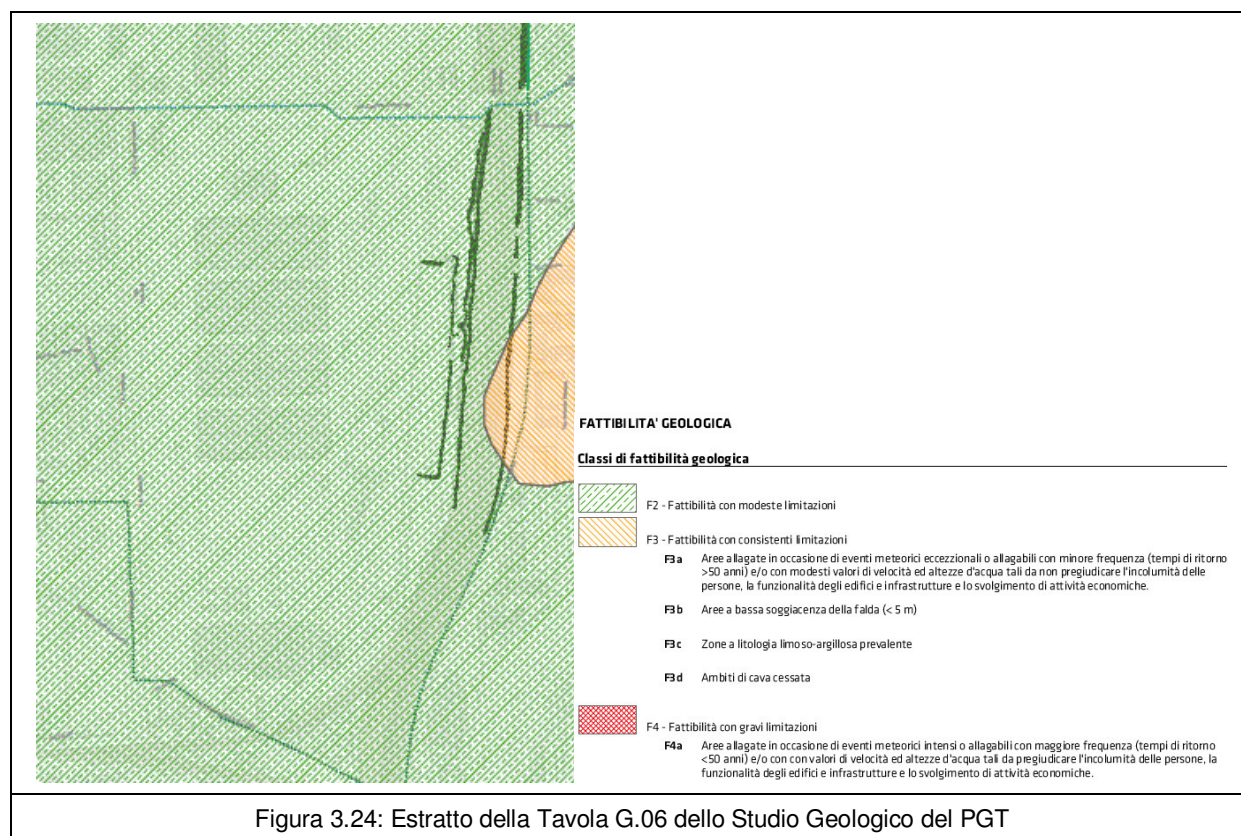 FATTIBILITA' GEOLOGICA
Classi di fattibilità geologica
F2 - Fattibilità con modeste limitazioni
F3 - Fattibilità con consistenti limitazioni
F3a Aree allagate in occasione di eventi meteorici eccezionali o allagabili con minore frequenza (tempi di ritorno
>50 anni) e/o con modesti valori di velocità ed altezze d'acqua tali da non pregiudicare l'incolumità delle
persone, la funzionalità degli edifici e infrastrutture e lo svolgimento di attività economiche.
F3b Aree a bassa soggiacenza della falda (< 5 m)
F3c Zone a litologia limoso-argillosa prevalente
F3d Ambiti di cava cessata
F4 - Fattibilità con gravi limitazioni
F4a Aree allagate in occasione di eventi meteorici intensi o allagabili con maggiore frequenza (tempi di ritorno
<50 anni) e/o con con valori di velocità ed altezze d'acqua tali da pregiudicare l'incolumità delle persone, la
funzionalità degli edifici e infrastrutture e lo svolgimento di attività economiche.
Figura 3.24: Estratto della Tavola G.06 dello Studio Geologico del PGT